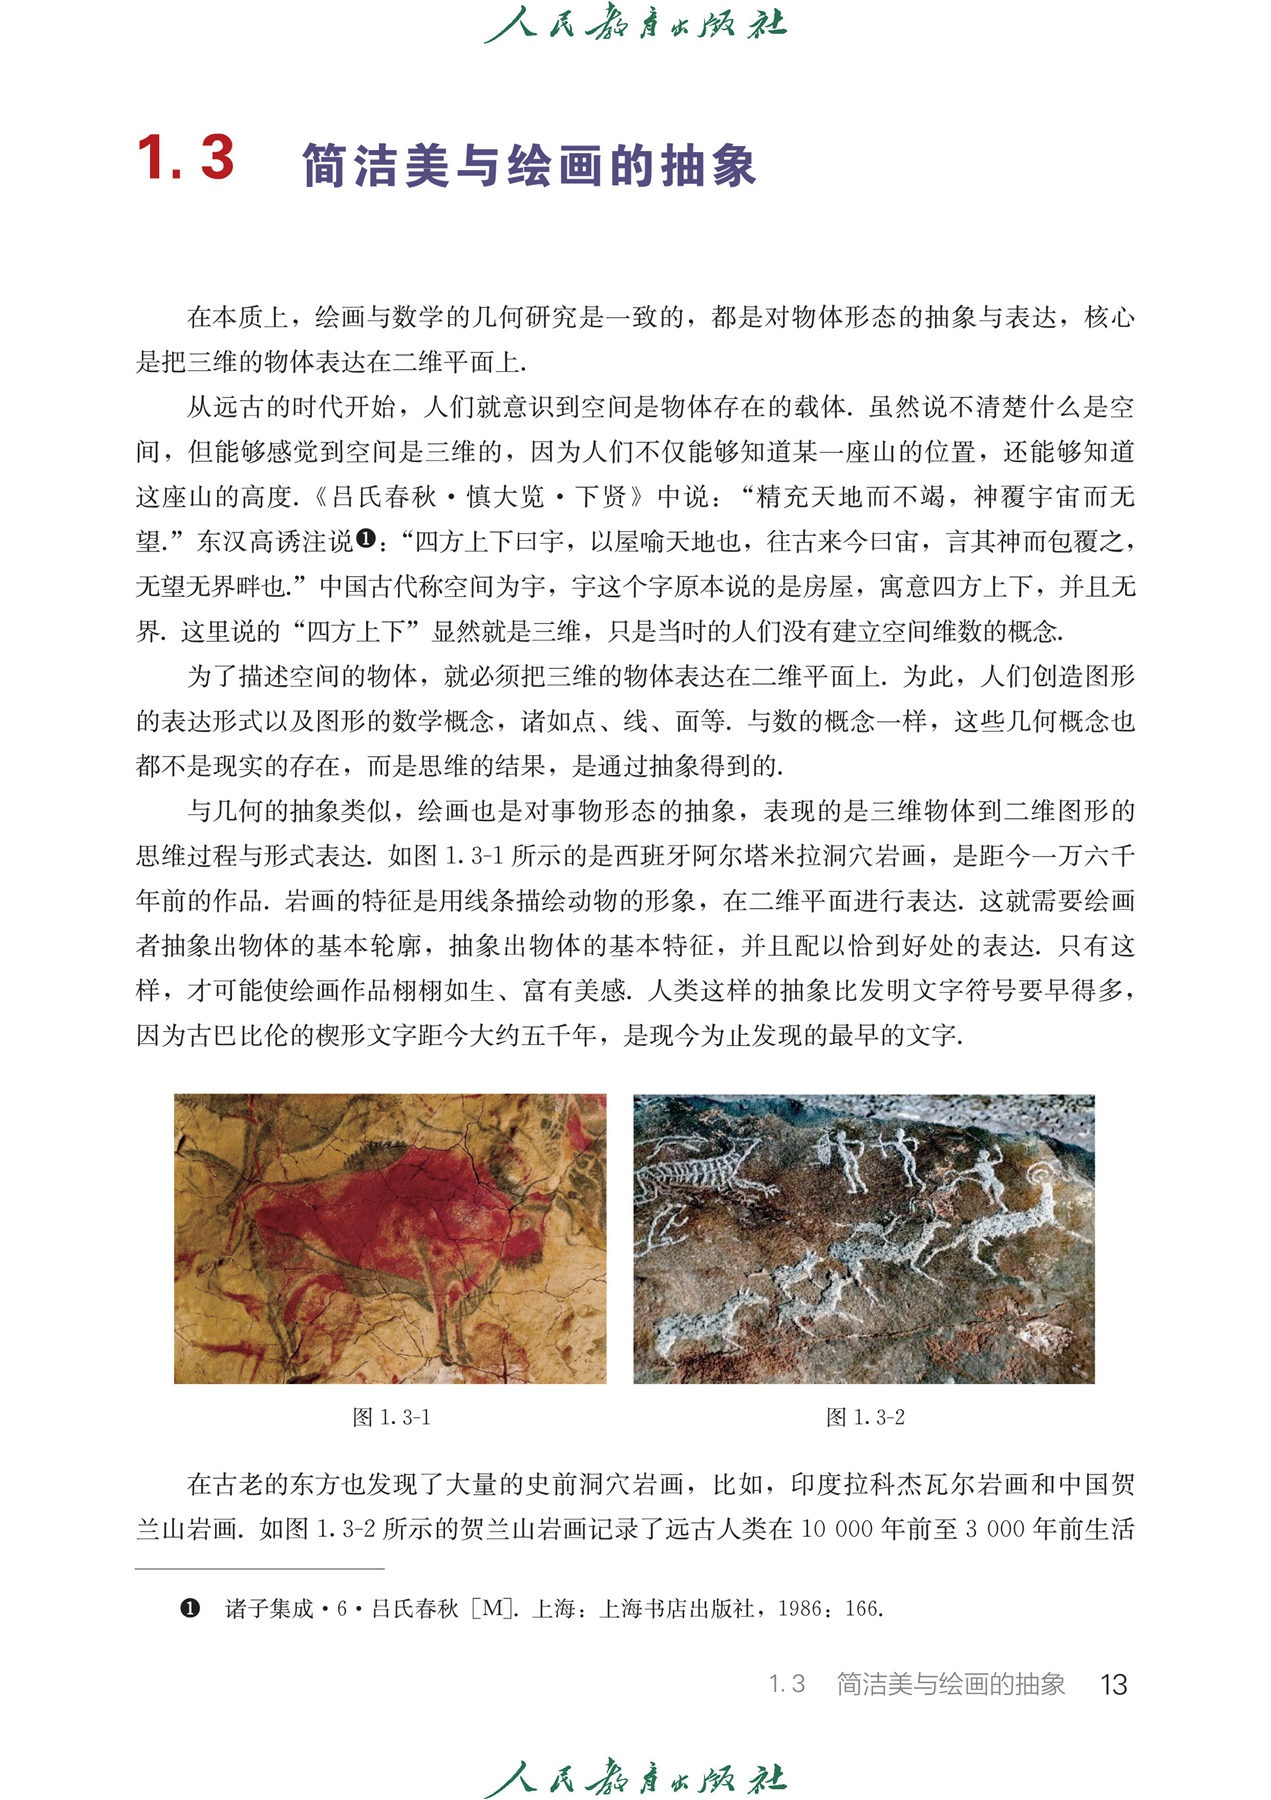 人民教育出版社
1.3 简洁美与绘画的抽象
在本质上，绘画与数学的几何研究是一致的，都是对物体形态的抽象与表达，核心
是把三维的物体表达在二维平面上.
从远古的时代开始，人们就意识到空间是物体存在的载体. 虽然说不清楚什么是空
间，但能够感觉到空间是三维的，因为人们不仅能够知道某一座山的位置，还能够知道
这座山的高度.《吕氏春秋·慎大览·下贤》中说：“精充天地而不竭，神覆宇宙而无
望.”东汉高诱注说❶：“四方上下曰宇，以屋喻天地也，往古来今曰宙，言其神而包覆之，
无望无界畔也.”中国古代称空间为宇，宇这个字原本说的是房屋，寓意四方上下，并且无
界. 这里说的“四方上下”显然就是三维，只是当时的人们没有建立空间维数的概念.
为了描述空间的物体，就必须把三维的物体表达在二维平面上. 为此，人们创造图形
的表达形式以及图形的数学概念，诸如点、线、面等. 与数的概念一样，这些几何概念也
都不是现实的存在，而是思维的结果，是通过抽象得到的.
与几何的抽象类似，绘画也是对事物形态的抽象，表现的是三维物体到二维图形的
思维过程与形式表达. 如图 1.3-1 所示的是西班牙阿尔塔米拉洞穴岩画，是距今一万六千
年前的作品. 岩画的特征是用线条描绘动物的形象，在二维平面进行表达. 这就需要绘画
者抽象出物体的基本轮廓，抽象出物体的基本特征，并且配以恰到好处的表达. 只有这
样，才可能使绘画作品栩栩如生、富有美感. 人类这样的抽象比发明文字符号要早得多，
因为古巴比伦的楔形文字距今大约五千年，是现今为止发现的最早的文字.
图 1.3-1
图 1.3-2
在古老的东方也发现了大量的史前洞穴岩画，比如，印度拉科杰瓦尔岩画和中国贺
兰山岩画. 如图 1.3-2 所示的贺兰山岩画记录了远古人类在 10 000 年前至 3 000 年前生活
❶ 诸子集成·6·吕氏春秋［M］. 上海：上海书店出版社，1986：166.
1.3 简洁美与绘画的抽象 13
人民教育出版社